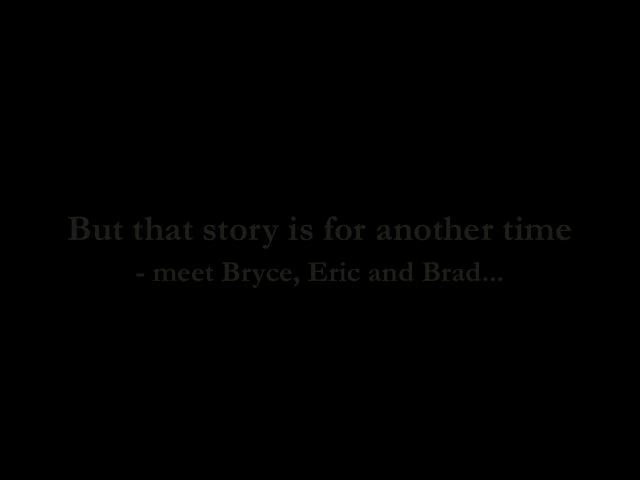 But that story is for another time
- meet Bryce, Eric and Brad...